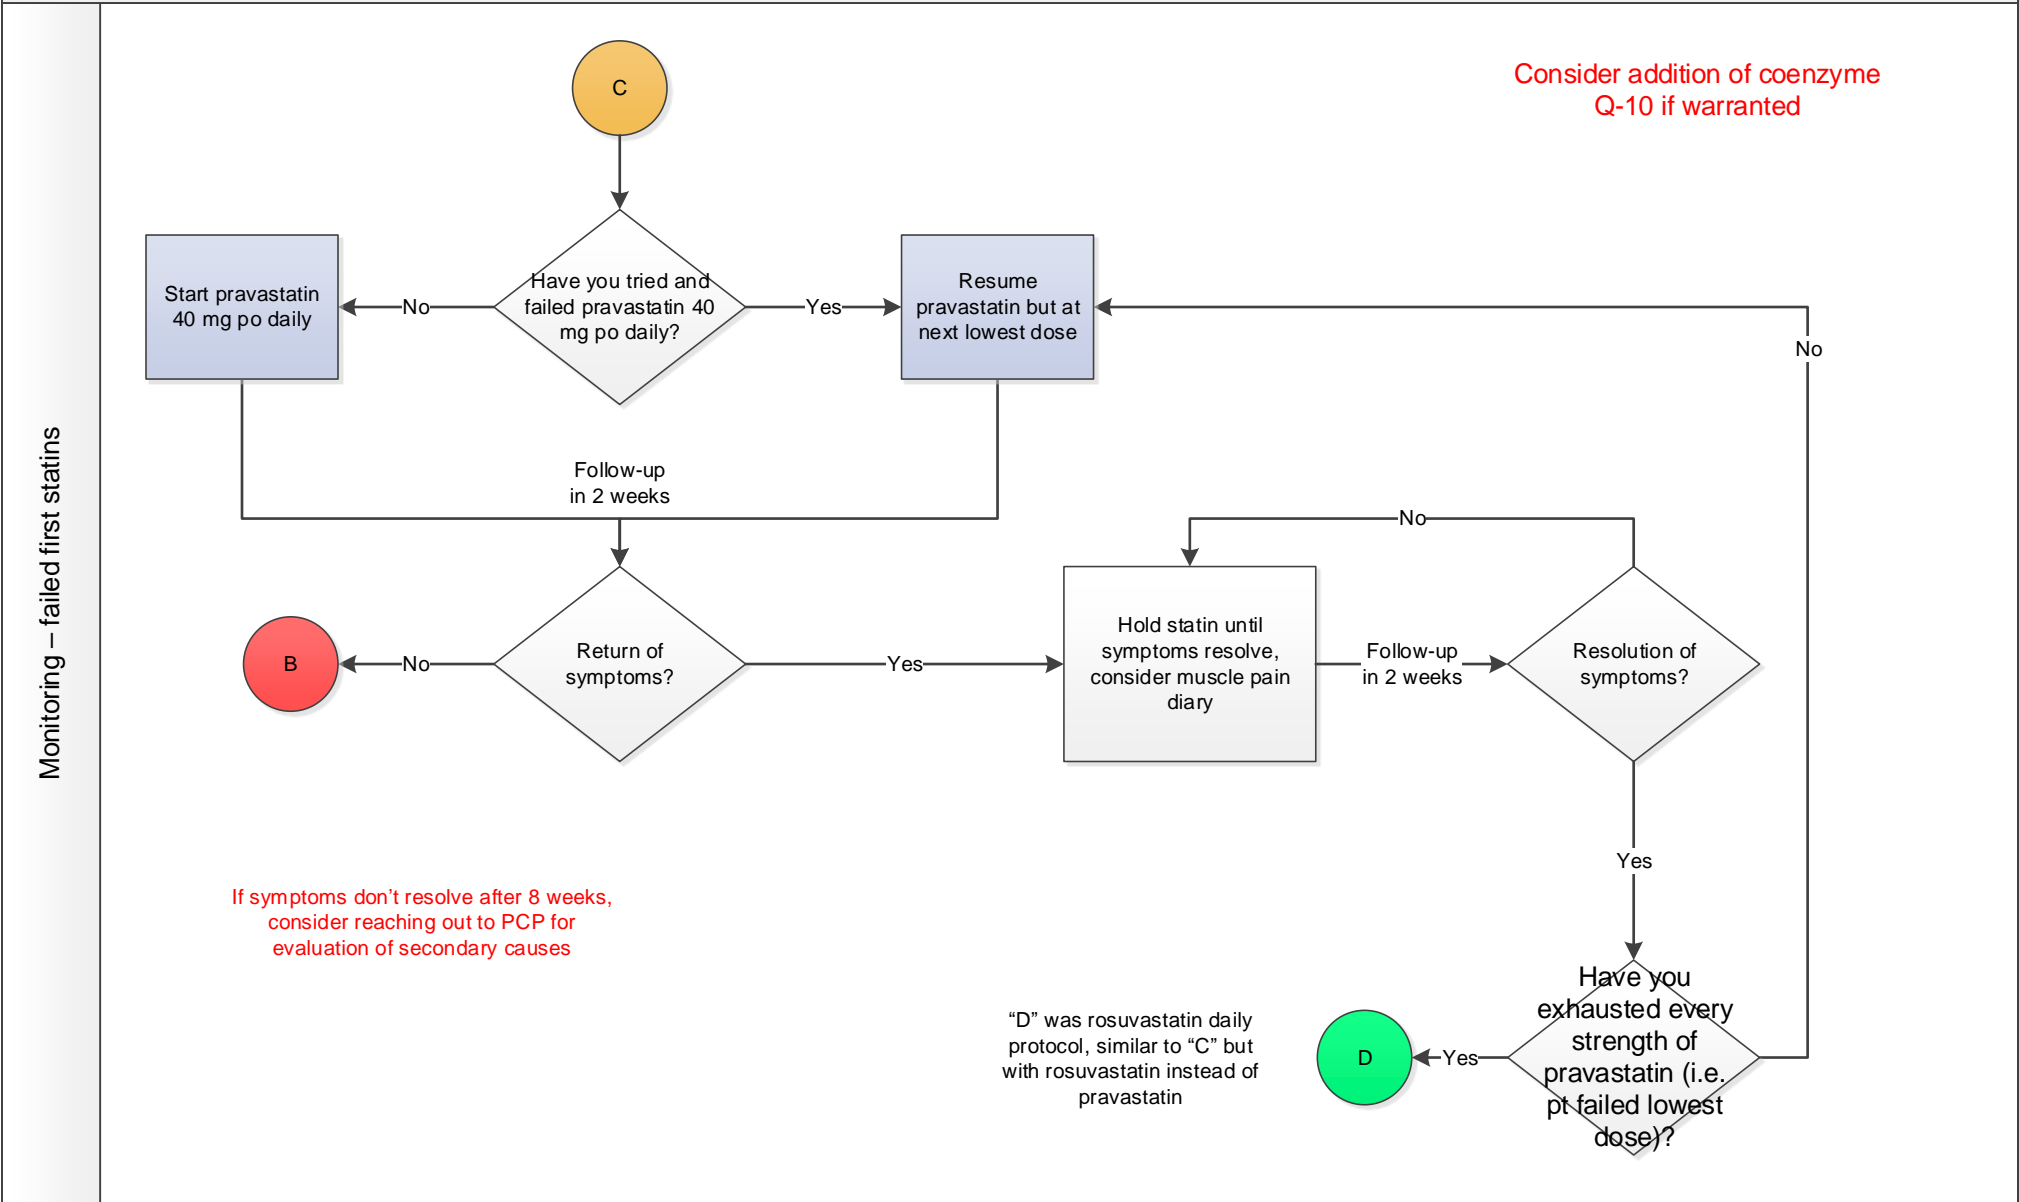 C
Consider addition of coenzyme
Q-10 if warranted
Have you tried and
failed pravastatin 40
mg po daily?
No
Start pravastatin
40 mg po daily
Yes
Resume
pravastatin but at
next lowest dose
No
Follow-up
in 2 weeks
Monitoring – failed first statins
Return of
symptoms?
No
B
Yes
Hold statin until
symptoms resolve,
consider muscle pain
diary
Follow-up
in 2 weeks
Resolution of
symptoms?
No
Yes
If symptoms don’t resolve after 8 weeks,
consider reaching out to PCP for
evaluation of secondary causes
“D” was rosuvastatin daily
protocol, similar to “C” but
with rosuvastatin instead of
pravastatin
D
Yes
Have you
exhausted every
strength of
pravastatin (i.e.
pt failed lowest
dose)?